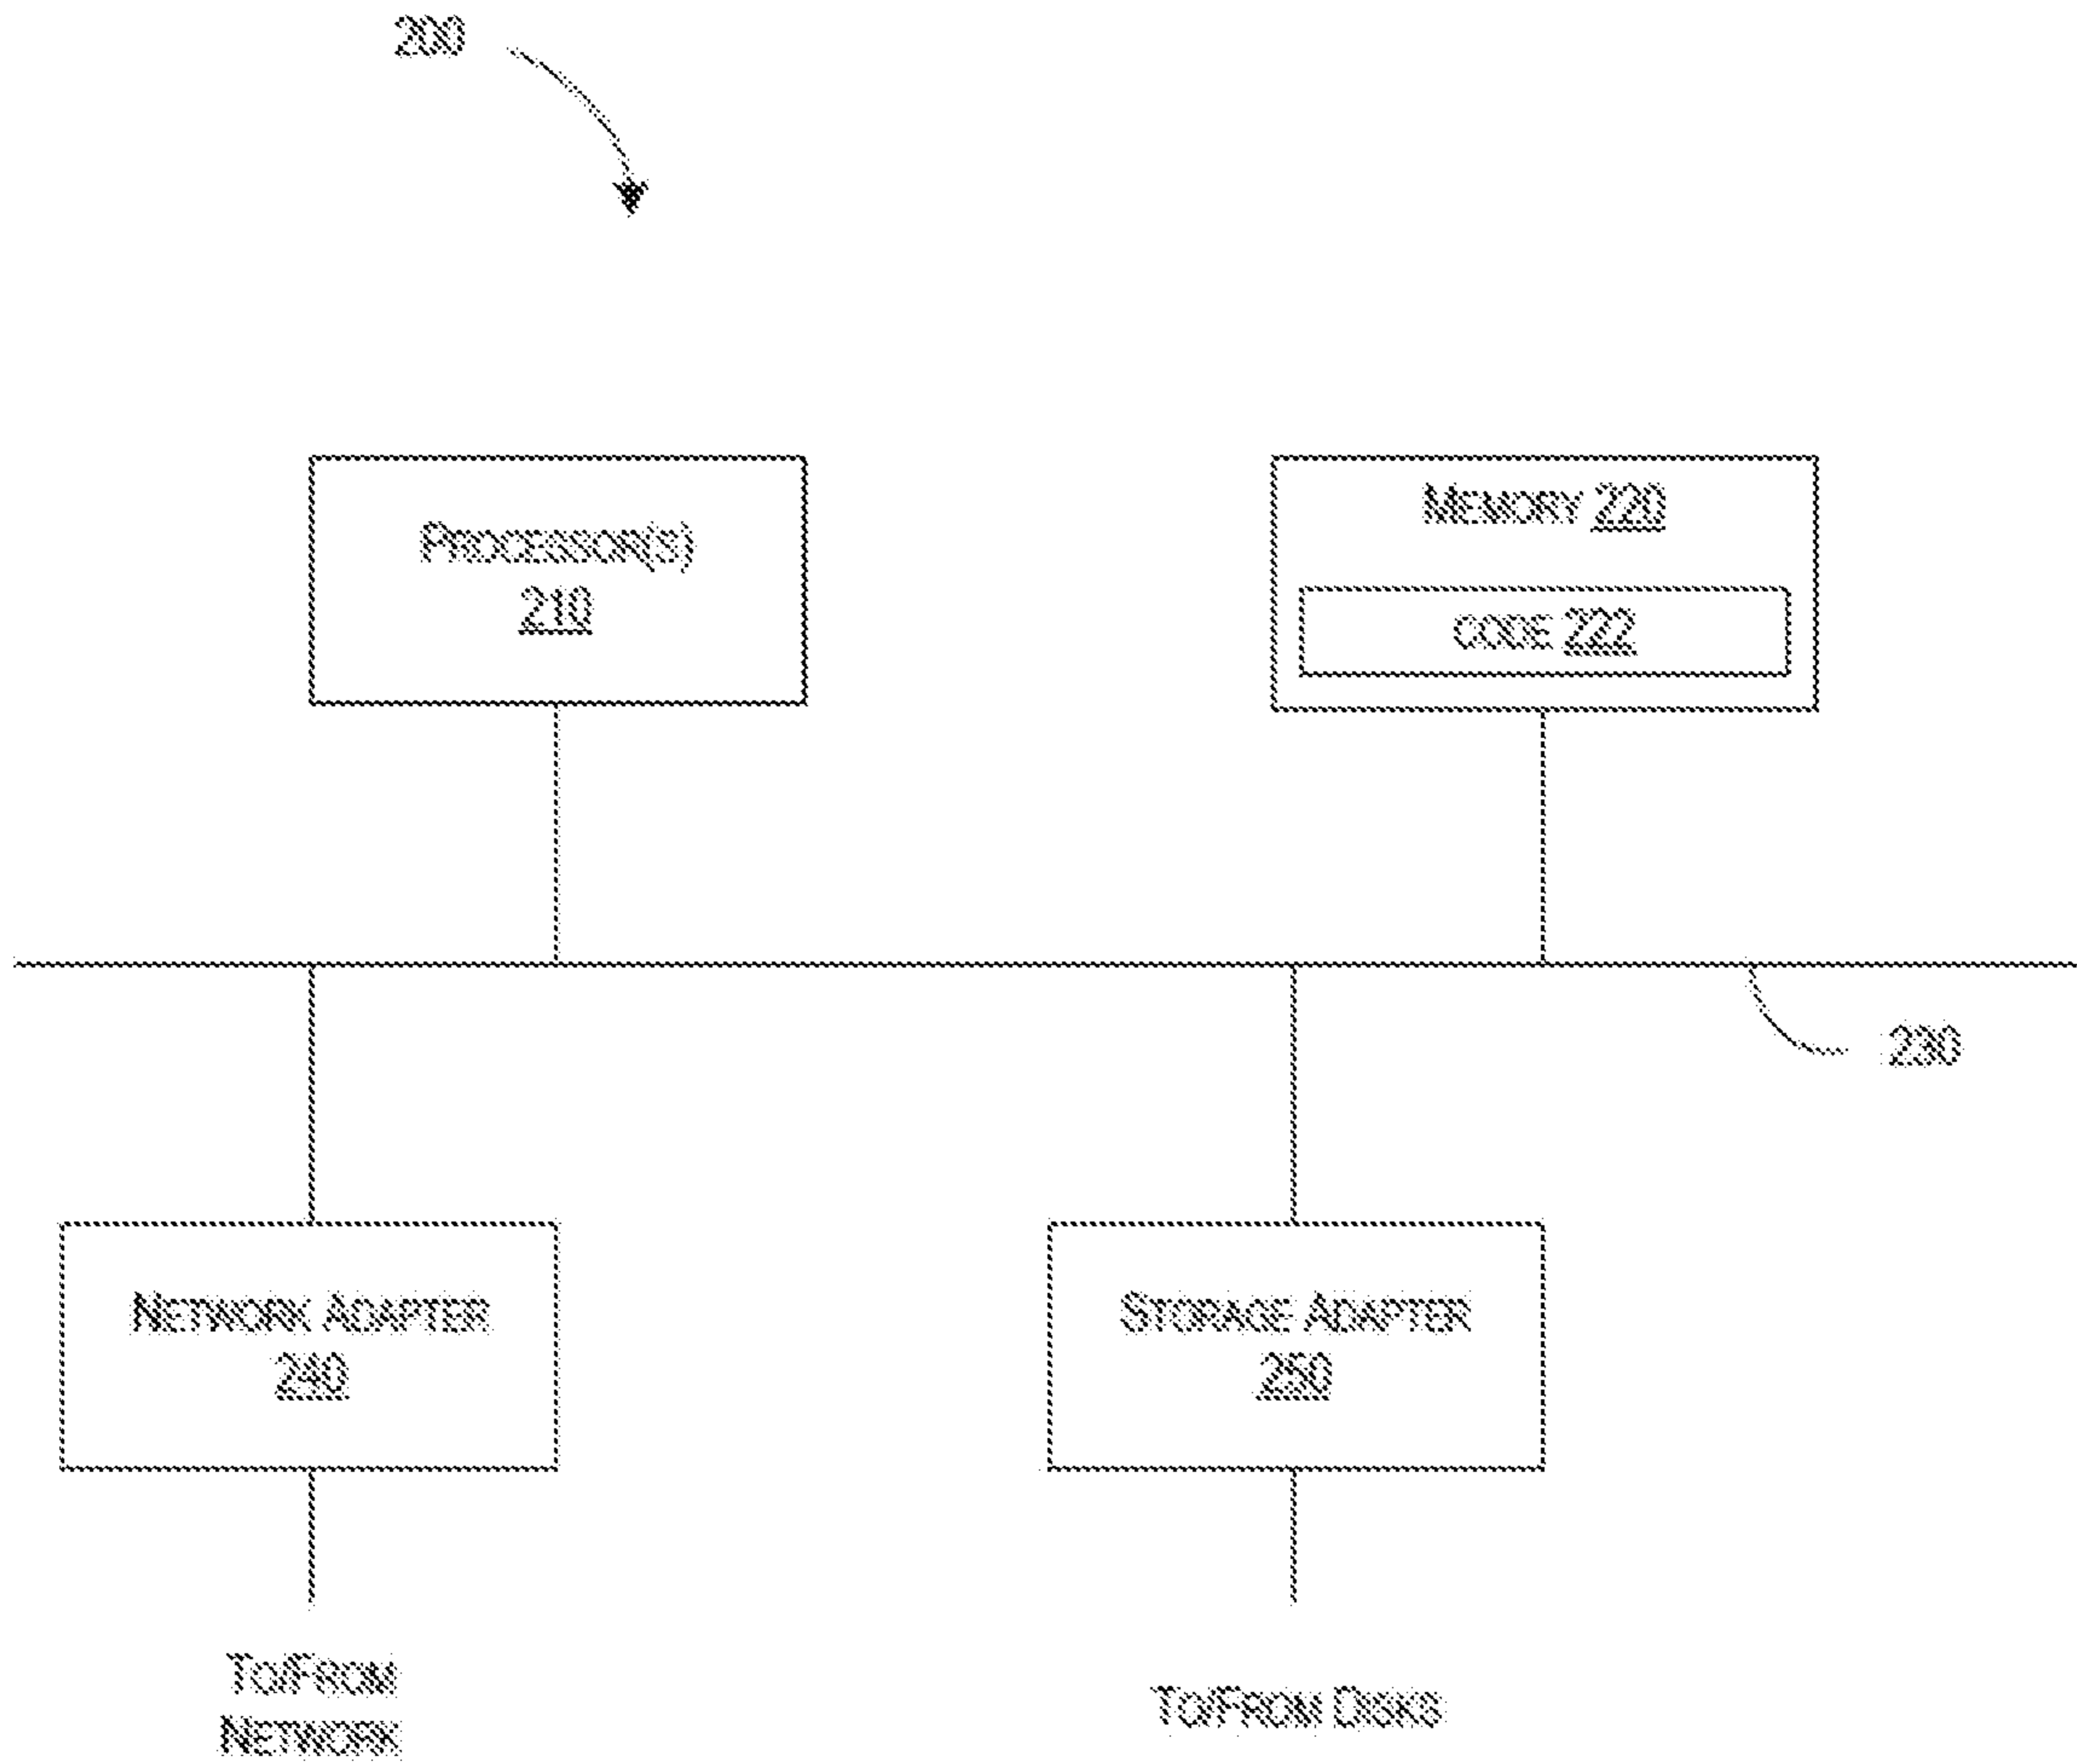 200
PROCESSOR(S)
210
MEMORY 220
CODE 222
230
NETWORK ADAPTER
240
STORAGE ADAPTER
250
TO/FROM
NETWORK
TO/FROM DISKS